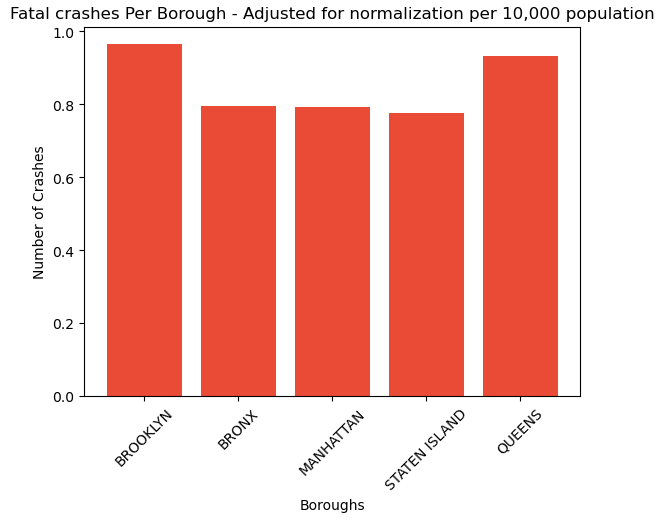 Fatal crashes Per Borough - Adjusted for normalization per 10,000 population
1.0
0.8
0.6
0.4
0.2
0.0
Number of Crashes
BROOKLYN
BRONX
MANHATTAN
STATEN ISLAND
QUEENS
Boroughs